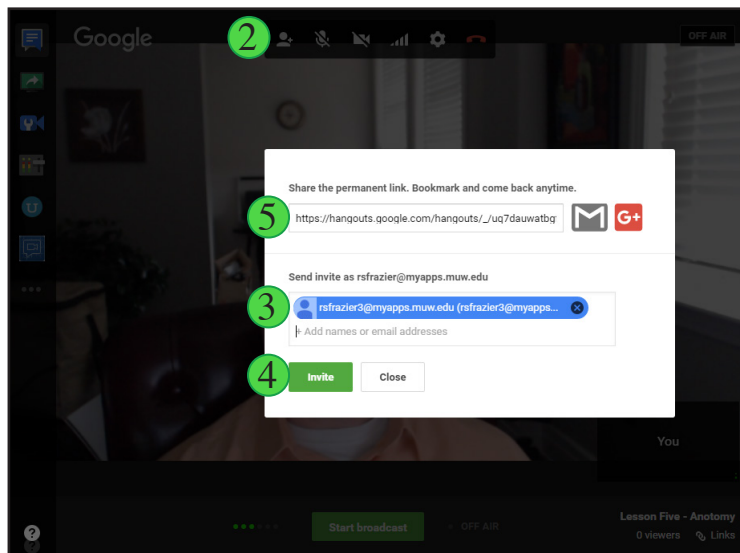 Google
2
OFF AIR
Share the permanent link. Bookmark and come back anytime.
5
https://hangouts.google.com/hangouts/_/uq7dauwatbg
G+
Send invite as rsfrazier@myapps.muw.edu
3
rsfrazier3@myapps.muw.edu (rsfrazier3@myapps...
+ Add names or email addresses
4
Invite
Close
You
Start broadcast
OFF AIR
Lesson Five - Anotomy
0 viewers
Links
?